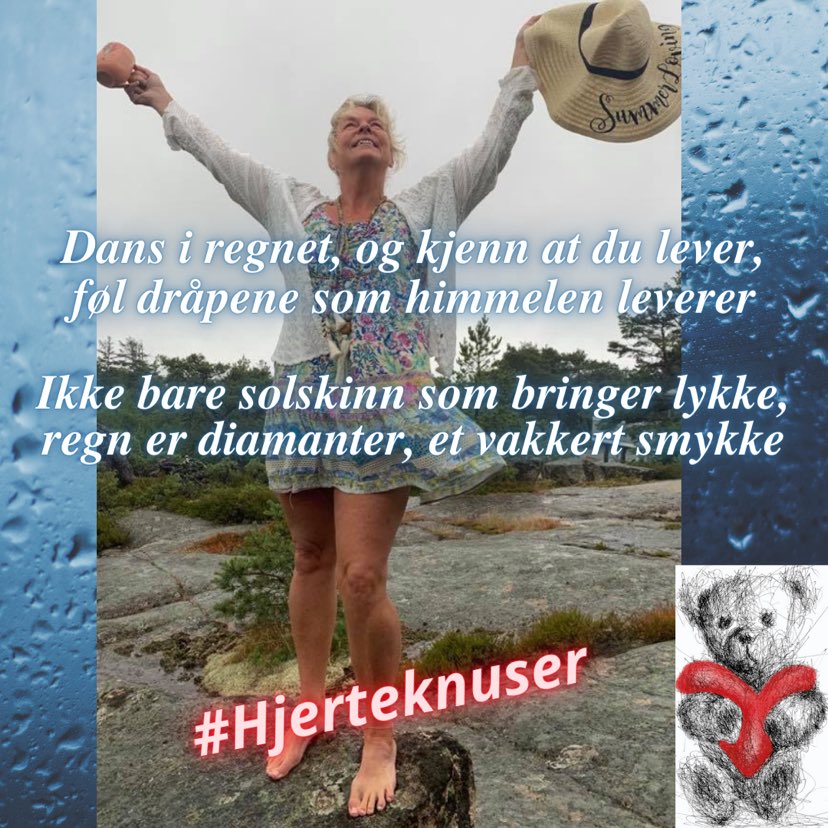 Summer Loving
Dans i regnet, og kjenn at du lever,
føl dråpene som himmelen leverer
Ikke bare solskinn som bringer lykke,
regn er diamanter, et vakkert smykke
#Hjerteknuser